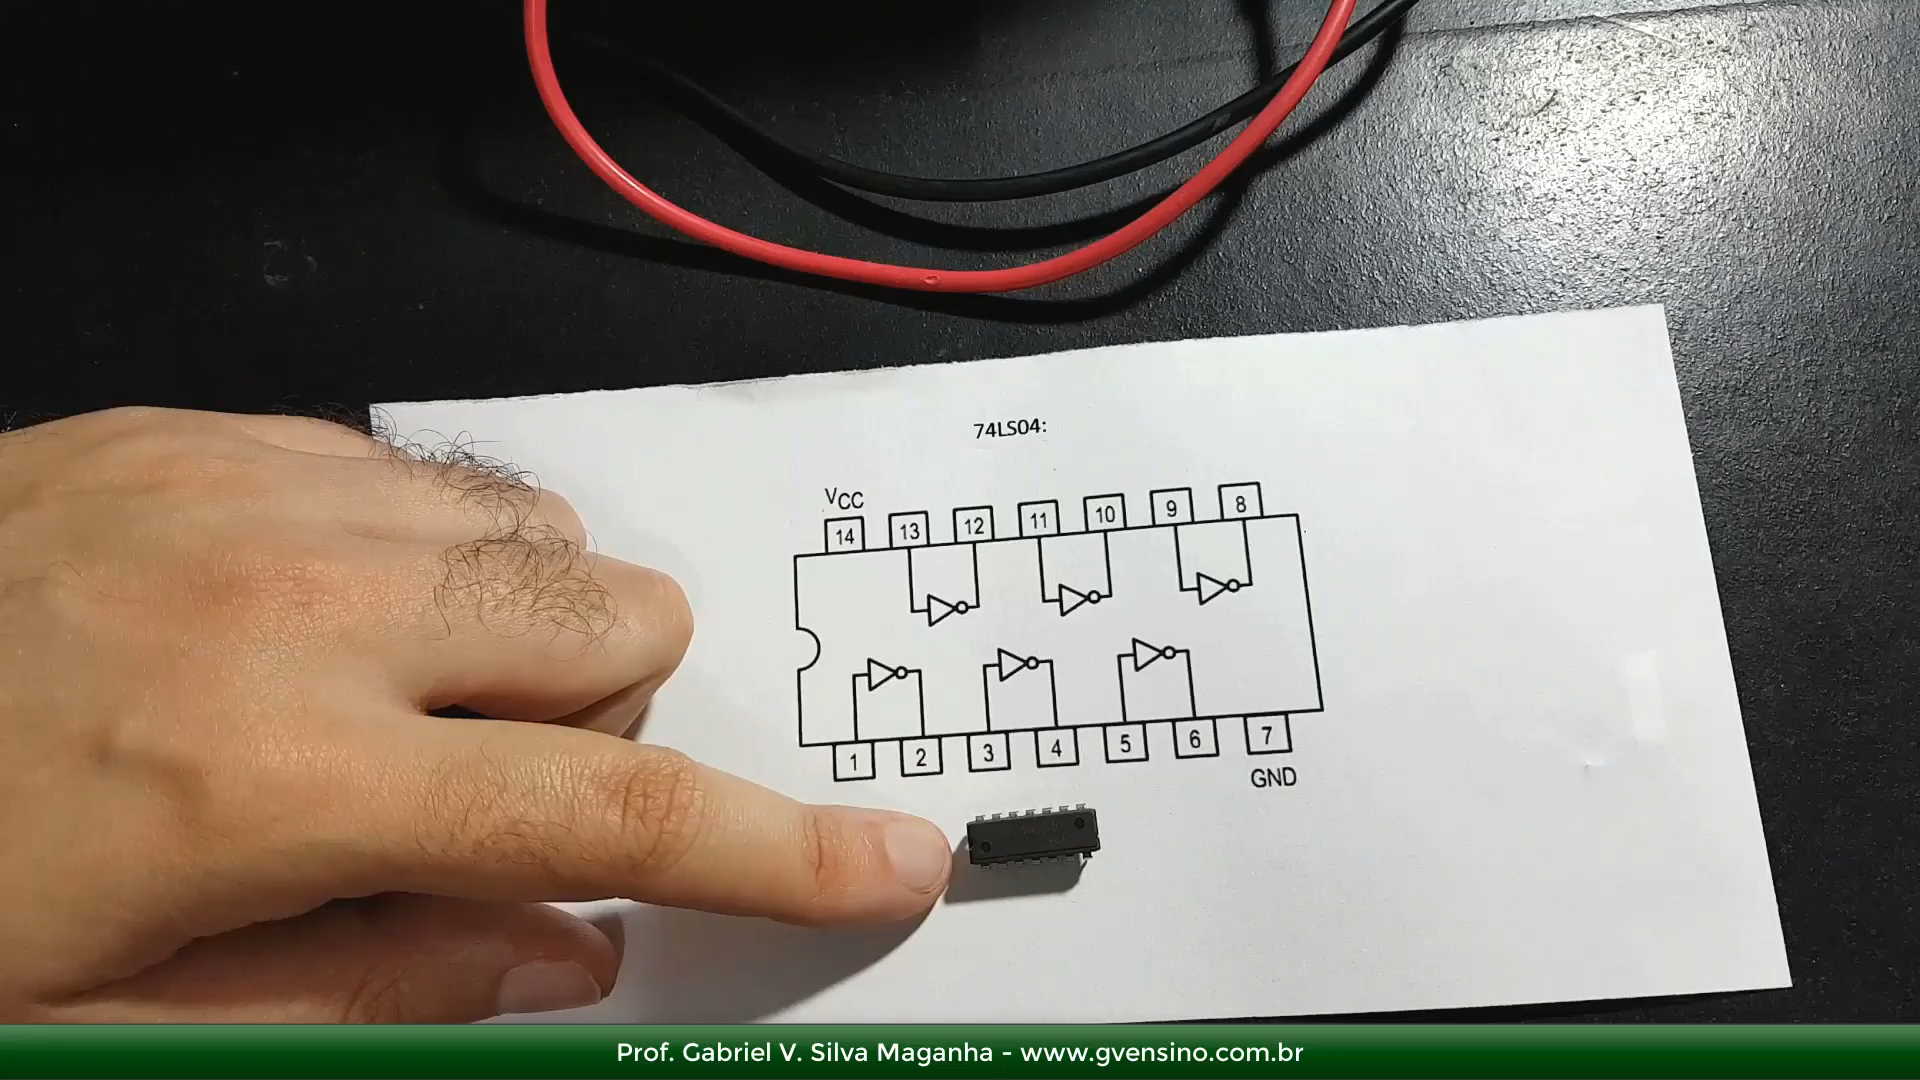 74LS04:
VCC
14 13 12 11 10 9 8
1 2 3 4 5 6 7
GND
Prof. Gabriel V. Silva Maganha - www.gvensino.com.br